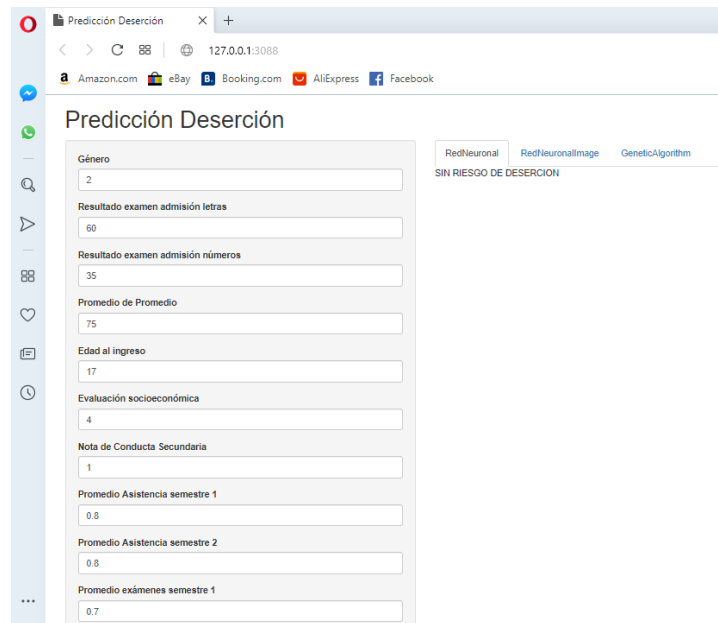 Predicción Deserción
127.0.0.1:3088
a Amazon.com eBay B. Booking.com AliExpress f Facebook
Predicción Deserción
Género
2
Resultado examen admisión letras
60
Resultado examen admisión números
35
Promedio de Promedio
75
Edad al ingreso
17
Evaluación socioeconómica
4
Nota de Conducta Secundaria
1
Promedio Asistencia semestre 1
0.8
Promedio Asistencia semestre 2
0.8
Promedio exámenes semestre 1
0.7
RedNeuronal RedNeuronalImage GeneticAlgorithm
SIN RIESGO DE DESERCION